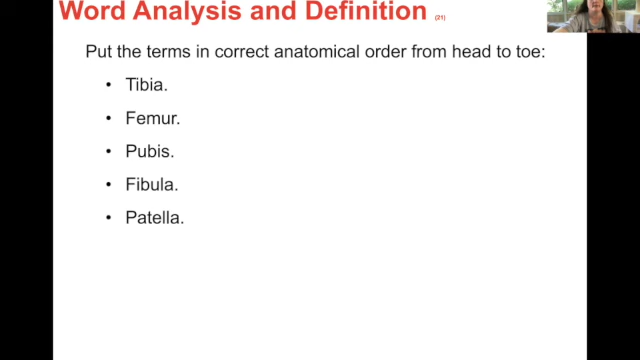 Word Analysis and Definition (21)
Put the terms in correct anatomical order from head to toe:
• Tibia.
• Femur.
• Pubis.
• Fibula.
• Patella.